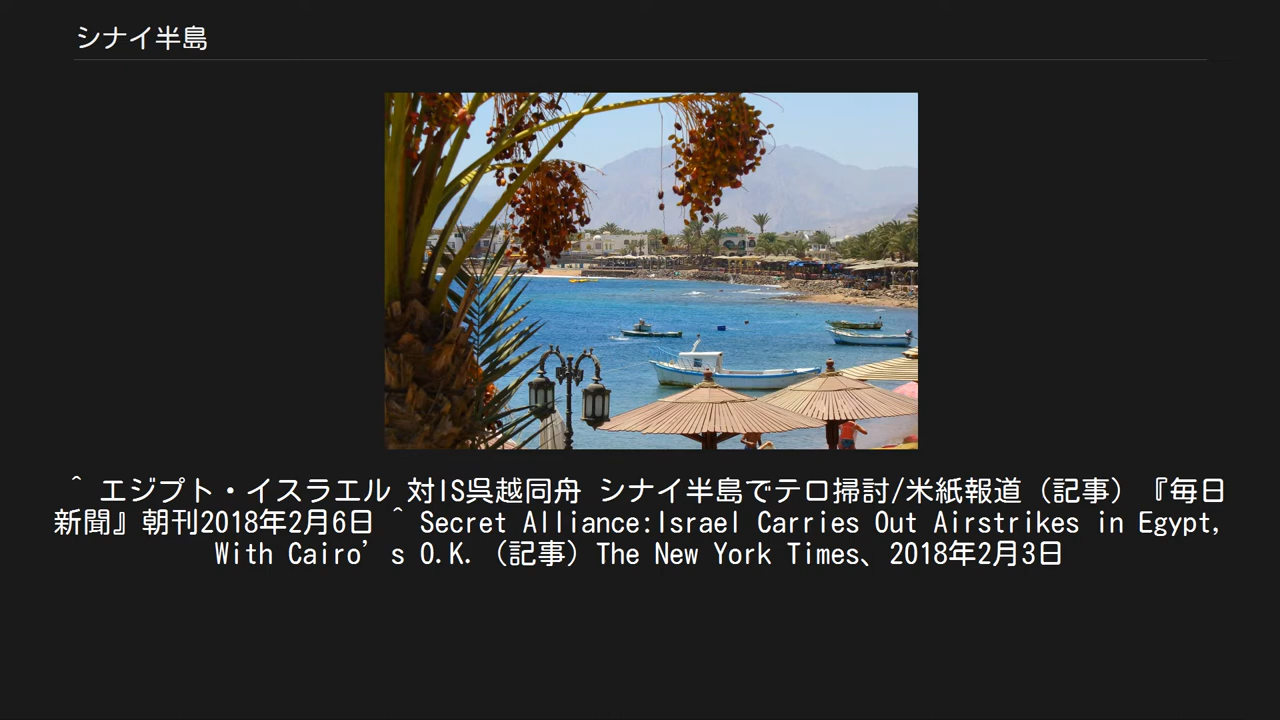 シナイ半島
^ エジプト・イスラエル 対IS呉越同舟 シナイ半島でテロ掃討/米紙報道（記事）『毎日
新聞』朝刊2018年2月6日 ^ Secret Alliance:Israel Carries Out Airstrikes in Egypt,
With Cairo’s O.K.（記事）The New York Times、2018年2月3日